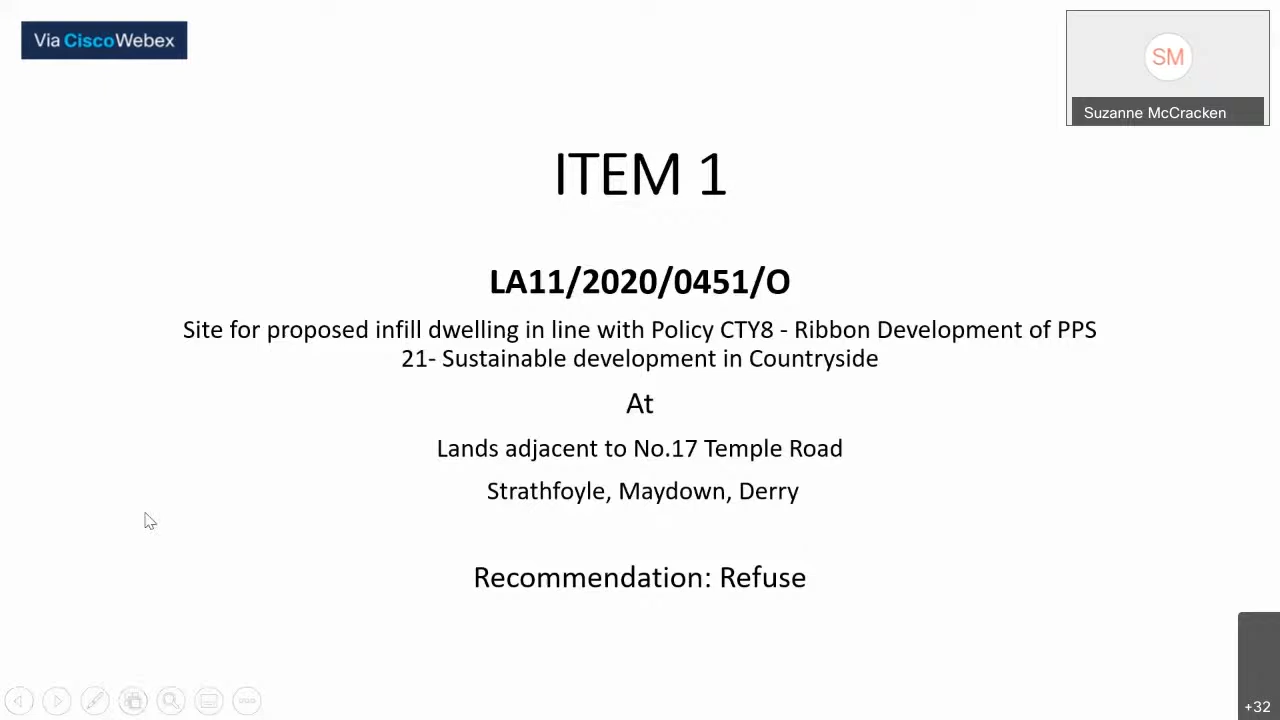 Via CiscoWebex
SM
Suzanne McCracken
ITEM 1
LA11/2020/0451/O
Site for proposed infill dwelling in line with Policy CTY8 - Ribbon Development of PPS
21- Sustainable development in Countryside
At
Lands adjacent to No.17 Temple Road
Strathfoyle, Maydown, Derry
Recommendation: Refuse
+32